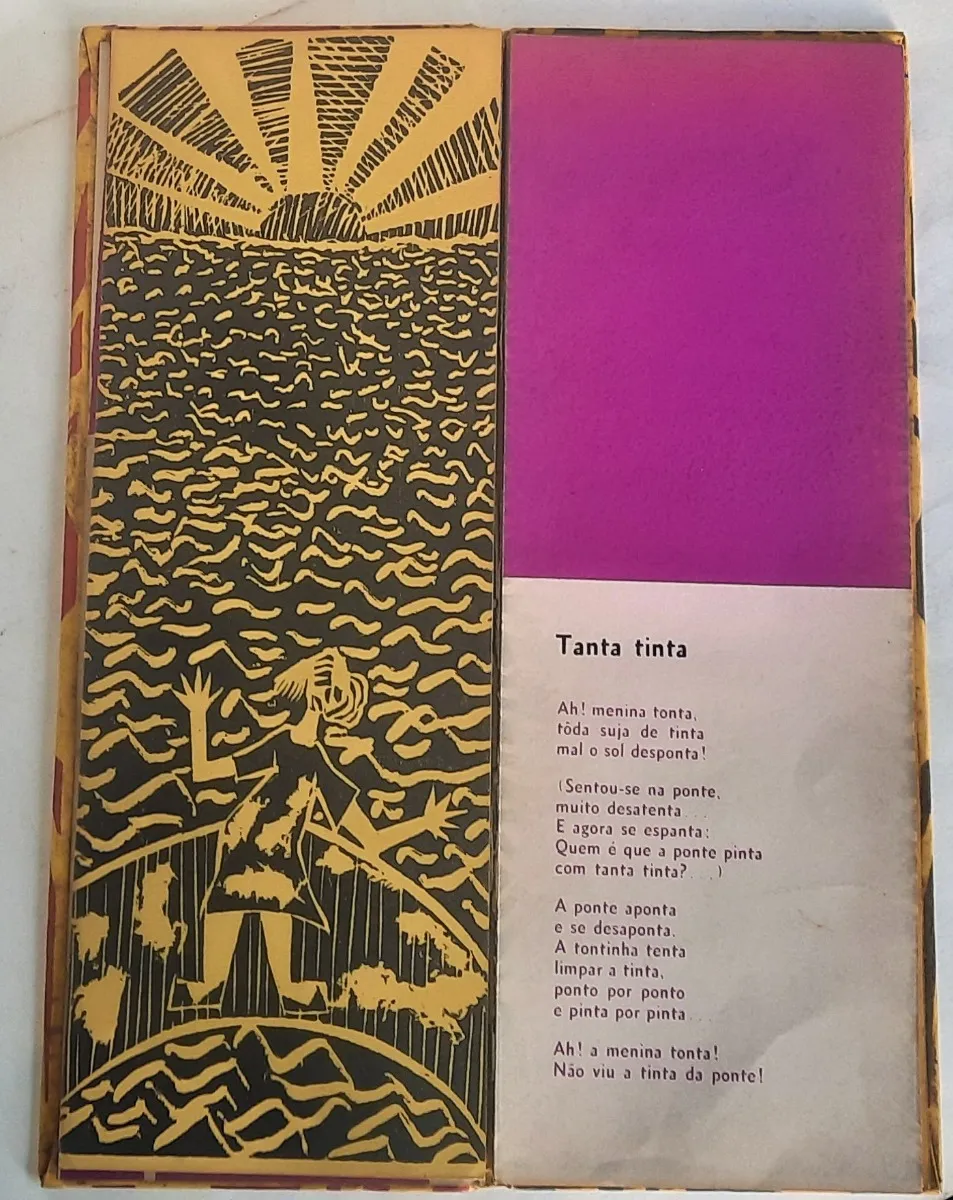 Tanta tinta
Ah! menina tonta,
tôda suja de tinta
mal o sol desponta!
(Sentou-se na ponte,
muito desatenta...
E agora se espanta:
Quem é que a ponte pinta
com tanta tinta?...)
A ponte aponta
e se desaponta.
A tontinha tenta
limpar a tinta,
ponto por ponto
e pinta por pinta...
Ah! a menina tonta!
Não viu a tinta da ponte!